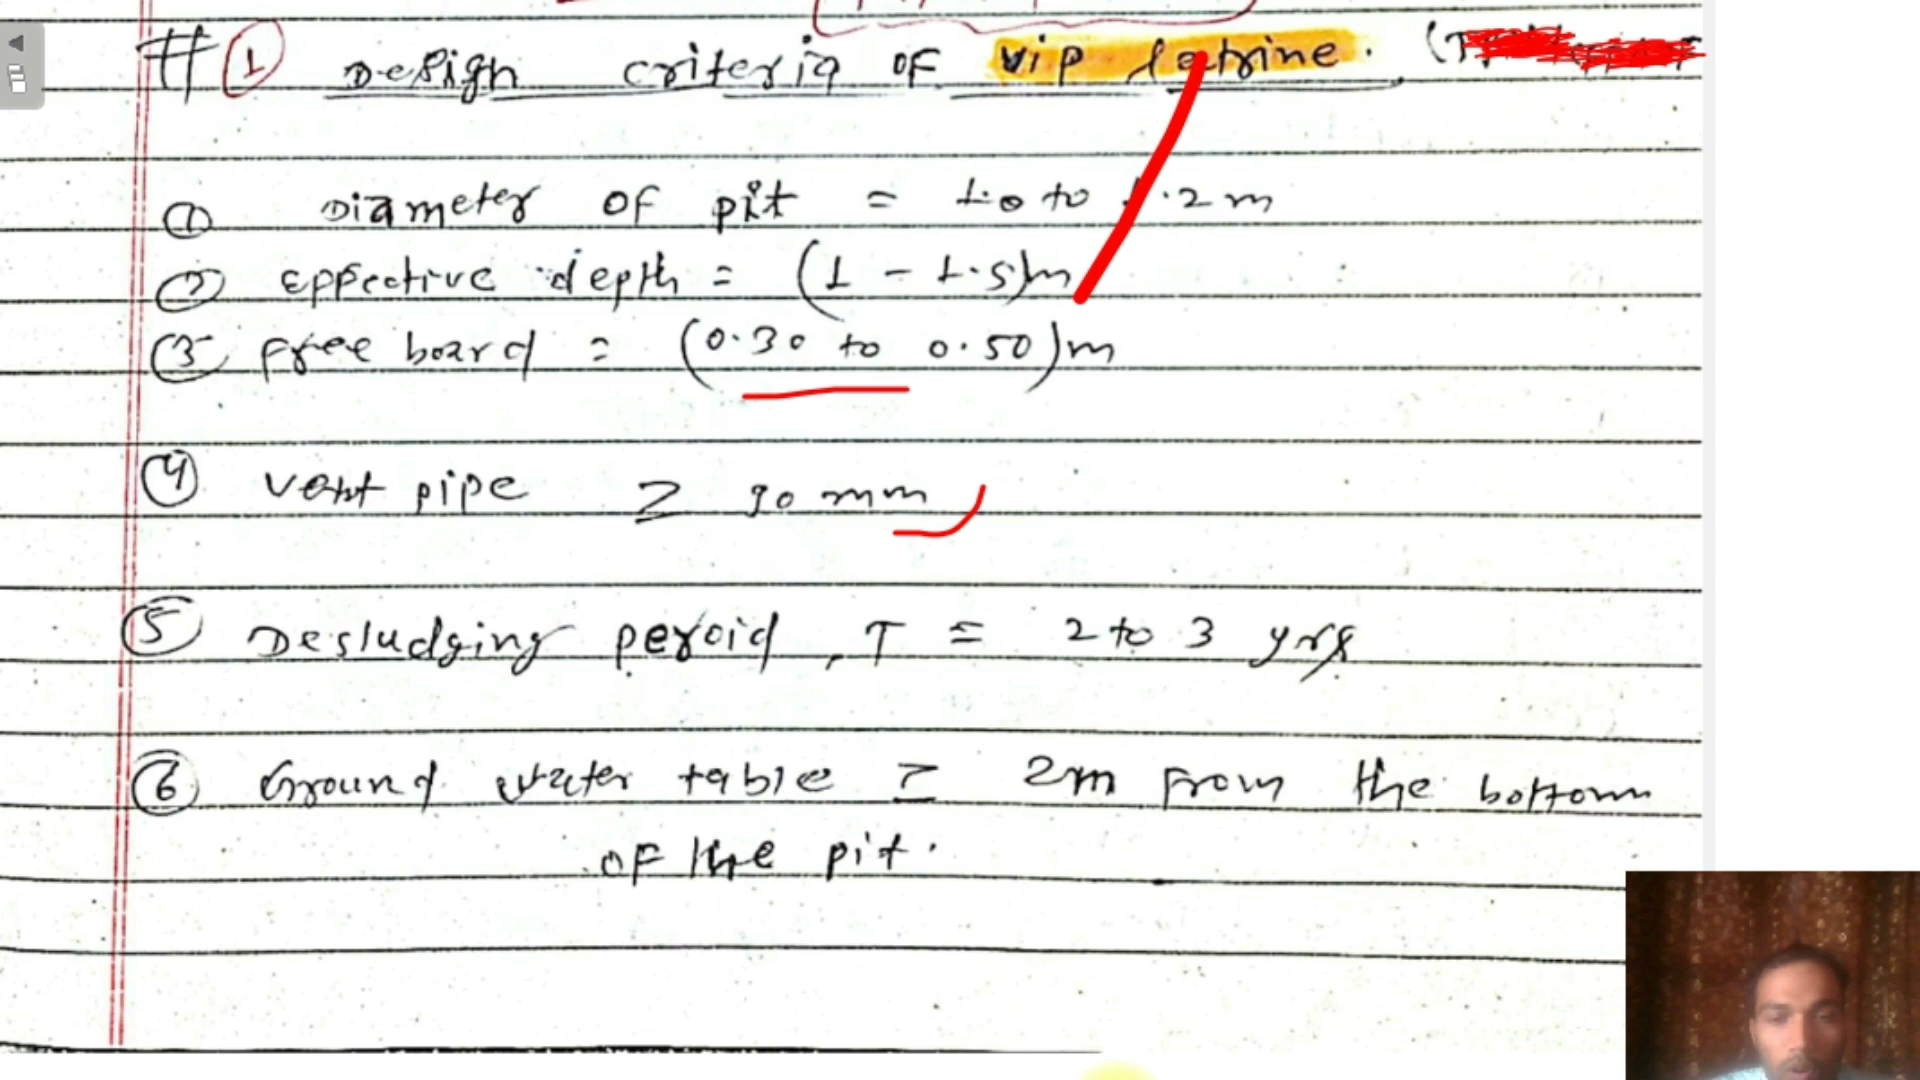 # ① Design criteria of vip latrine. (
① Diameter of pit = 1.0 to 1.2 m
② effective depth = (1 - 1.5)m
③ free board = (0.30 to 0.50)m
④ vent pipe ≥ 90 mm
⑤ Desludging peroid, T = 2 to 3 yrs
⑥ Ground water table ≥ 2m from the bottom
of the pit.